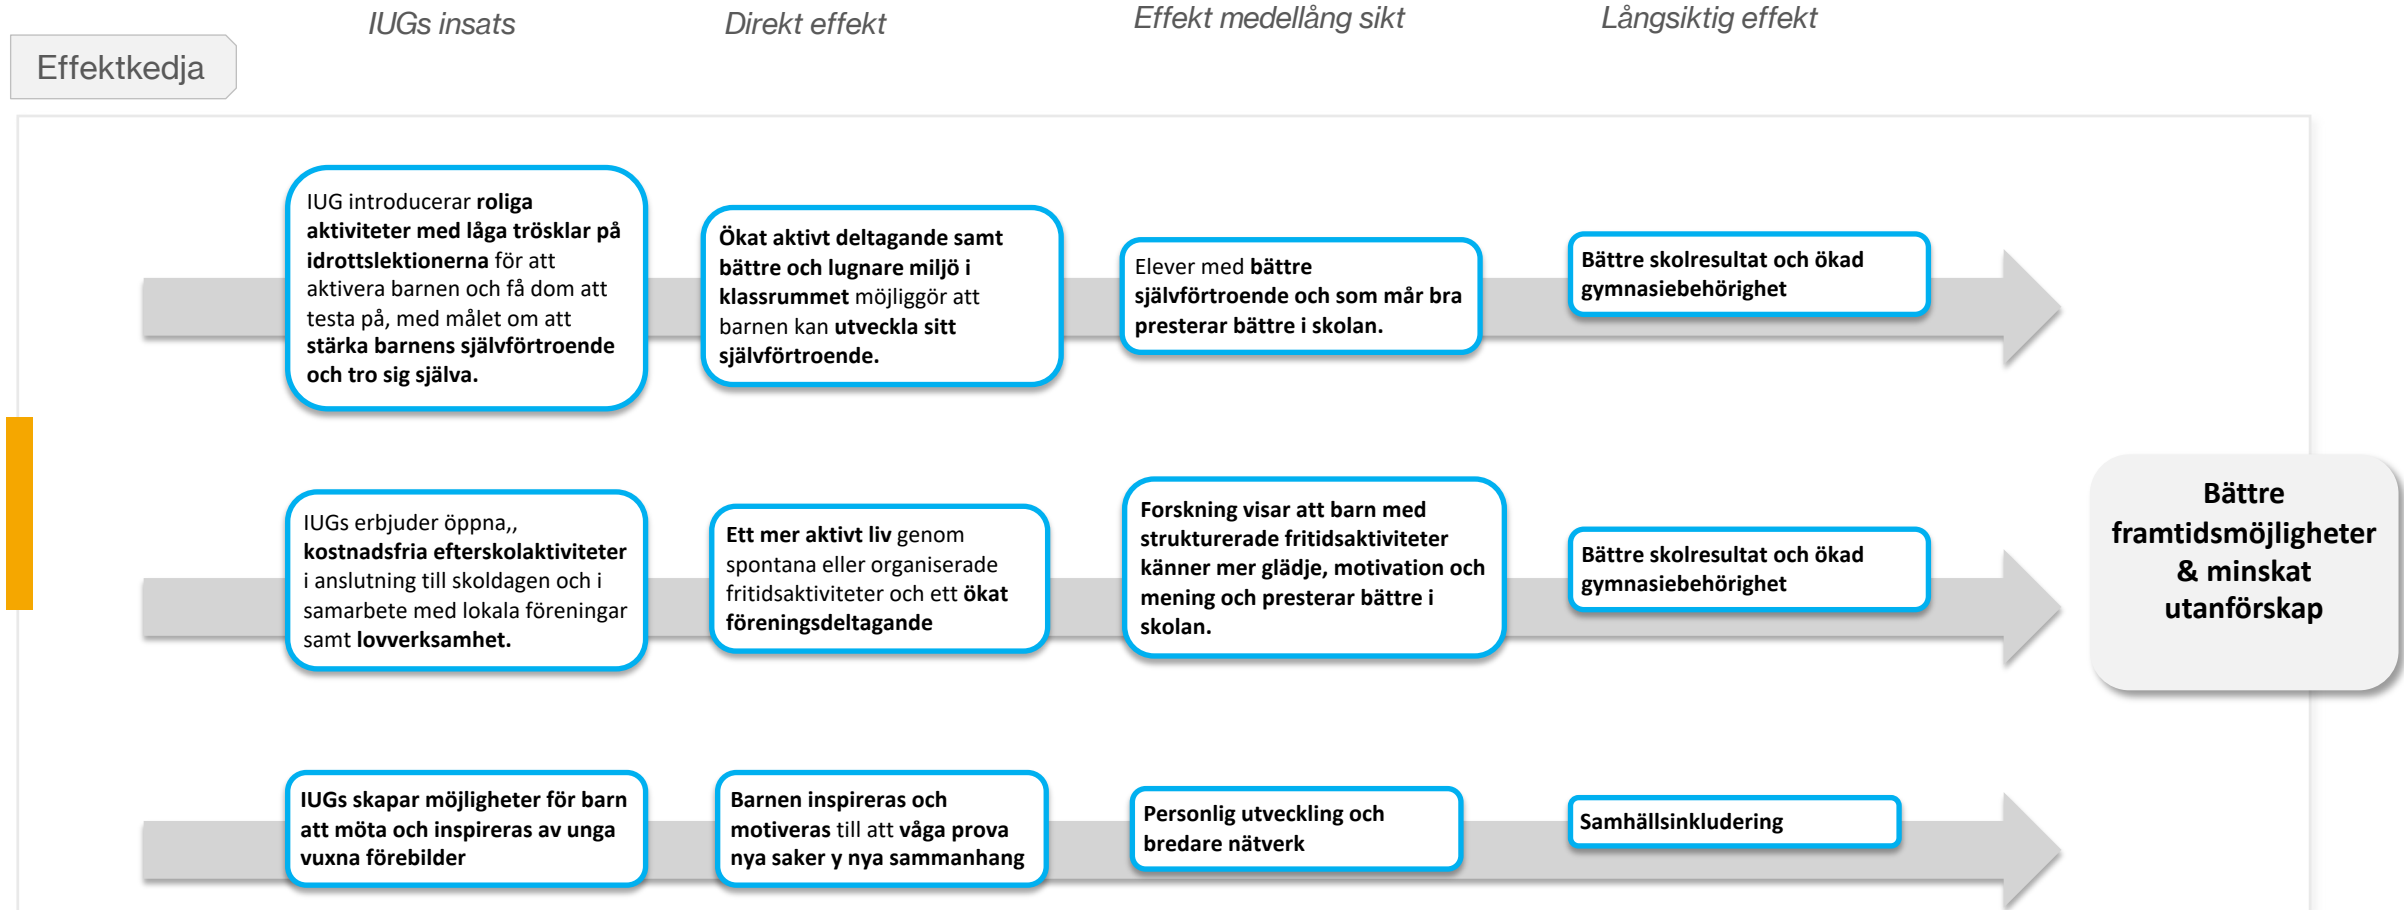 IUGs insats
Direkt effekt
Effekt medellång sikt
Långsiktig effekt
Effektkedja
IUG introducerar roliga
aktiviteter med låga trösklar på
idrottslektionerna för att
aktivera barnen och få dom att
testa på, med målet om att
stärka barnens självförtroende
och tro sig själva.
Ökat aktivt deltagande samt
bättre och lugnare miljö i
klassrummet möjliggör att
barnen kan utveckla sitt
självförtroende.
Elever med bättre
självförtroende och som mår bra
presterar bättre i skolan.
Bättre skolresultat och ökad
gymnasiebehörighet
IUGs erbjuder öppna,,
kostnadsfria efterskolaktiviteter
i anslutning till skoldagen och i
samarbete med lokala föreningar
samt lovverksamhet.
Ett mer aktivt liv genom
spontana eller organiserade
fritidsaktiviteter och ett ökat
föreningsdeltagande
Forskning visar att barn med
strukturerade fritidsaktiviteter
känner mer glädje, motivation och
mening och presterar bättre i
skolan.
Bättre skolresultat och ökad
gymnasiebehörighet
Bättre
framtidsmöjligheter
& minskat
utanförskap
IUGs skapar möjligheter för barn
att möta och inspireras av unga
vuxna förebilder
Barnen inspireras och
motiveras till att våga prova
nya saker y nya sammanhang
Personlig utveckling och
bredare nätverk
Samhällsinkludering